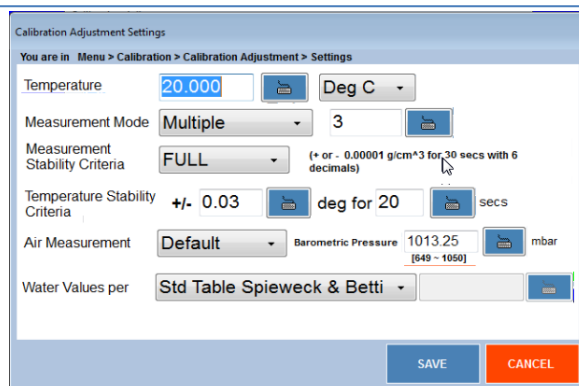 Calibration Adjustment Settings
You are in Menu > Calibration > Calibration Adjustment > Settings
Temperature 20.000 Deg C
Measurement Mode Multiple 3
Measurement
Stability Criteria FULL (+ or - 0.00001 g/cm^3 for 30 secs with 6
decimals)
Temperature Stability
Criteria +/- 0.03 deg for 20 secs
Air Measurement Default Barometric Pressure 1013.25 mbar
[649 ~ 1050]
Water Values per Std Table Spieweck & Betti
SAVE CANCEL